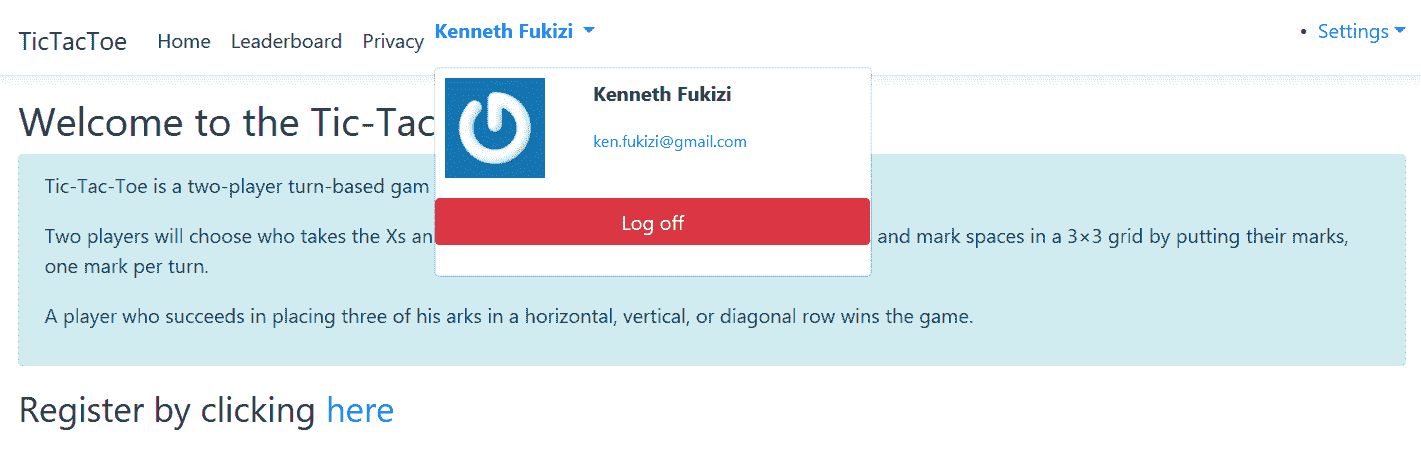 TicTacToe Home Leaderboard Privacy Kenneth Fukizi • Settings
Kenneth Fukizi
ken.fukizi@gmail.com
Log off
Welcome to the Tic-Tac
Tic-Tac-Toe is a two-player turn-based gam
Two players will choose who takes the Xs an and mark spaces in a 3×3 grid by putting their marks,
one mark per turn.
A player who succeeds in placing three of his arks in a horizontal, vertical, or diagonal row wins the game.
Register by clicking here